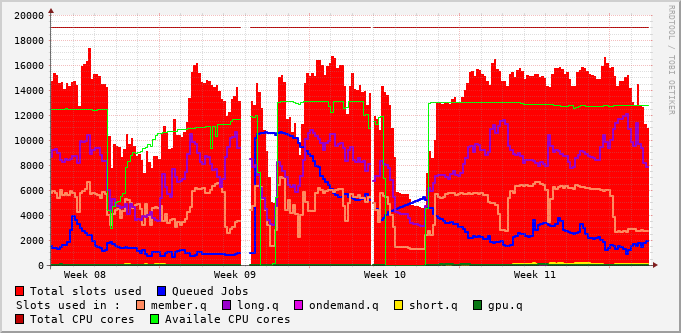 20000
18000
16000
14000
12000
10000
8000
6000
4000
2000
0
Week 08 Week 09 Week 10 Week 11
Total slots used Queued Jobs
Slots used in : member.q long.q ondemand.q short.q gpu.q
Total CPU cores Availale CPU cores
RRDTOOL / TOBI OETIKER